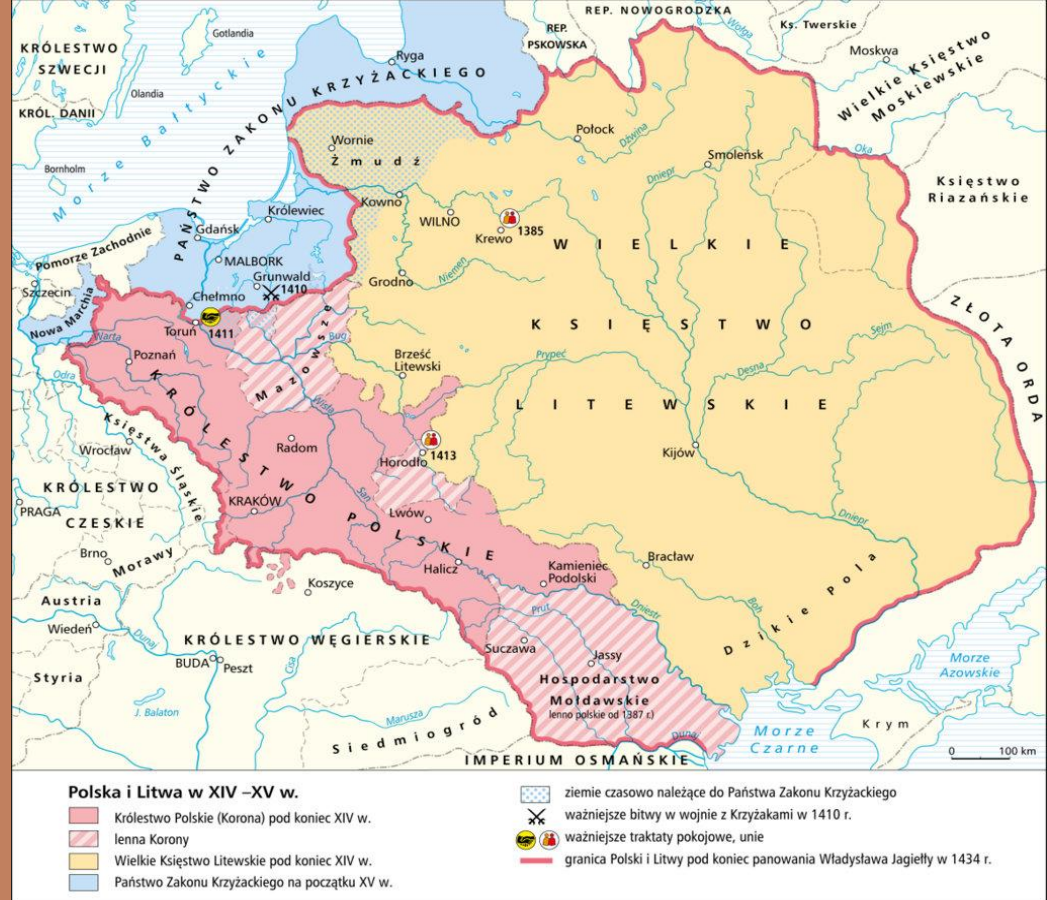 REP. NOWOGRODZKA
Ks. Twerskie
Wołga
Gotlandia
REP.
PSKOWSKA
KRÓLESTWO
SZWECJI
Ryga
Moskwa
Wielkie Księstwo
Moskiewskie
PAŃSTWO ZAKONU KRZYŻACKIEGO
Olandia
KRÓL. DANII
Morze Bałtyckie
Wornie
Żmudź
Połock
Dźwina
Smoleńsk
Oka
Dniepr
Bornholm
Księstwo
Riazańskie
Kowno
Królewiec
WILNO
Krewo
1385
Gdańsk
Pomorze Zachodnie
MALBORK
WIELKIE
Niemen
Grunwald
1410
Grodno
Szczecin
Nowa Marchia
Chełmno
Toruń
1411
ZŁOTA ORDA
KSIĘSTWO
Sejm
Warta
Mazowsze
Bug
Poznań
Brześć
Litewski
Prypeć
Desna
Odra
KRÓLESTWO POLSKIE
Wisła
LITEWSKIE
Księstwa Śląskie
Wrocław
Radom
1413
Horodło
Kijów
KRÓLESTWO
CZESKIE
PRAGA
KRAKÓW
San
Lwów
Dniepr
Brno
Morawy
Halicz
Kamieniec
Podolski
Bracław
Koszyce
Dzikie Pola
Austria
Wiedeń
Dunaj
Prut
Dniestr
Boh
KRÓLESTWO WĘGIERSKIE
Suczawa
Jassy
BUDA
Peszt
Cisa
Morze
Azowskie
Styria
Hospodarstwo
Mołdawskie
(lenno polskie od 1387 r.)
J. Balaton
Marusza
Siedmiogród
Dunaj
Morze
Czarne
Krym
IMPERIUM OSMAŃSKIE
0 100 km
Polska i Litwa w XIV –XV w.
Królestwo Polskie (Korona) pod koniec XIV w.
lenna Korony
Wielkie Księstwo Litewskie pod koniec XIV w.
Państwo Zakonu Krzyżackiego na początku XV w.
ziemie czasowo należące do Państwa Zakonu Krzyżackiego
ważniejsze bitwy w wojnie z Krzyżakami w 1410 r.
ważniejsze traktaty pokojowe, unie
granica Polski i Litwy pod koniec panowania Władysława Jagiełły w 1434 r.